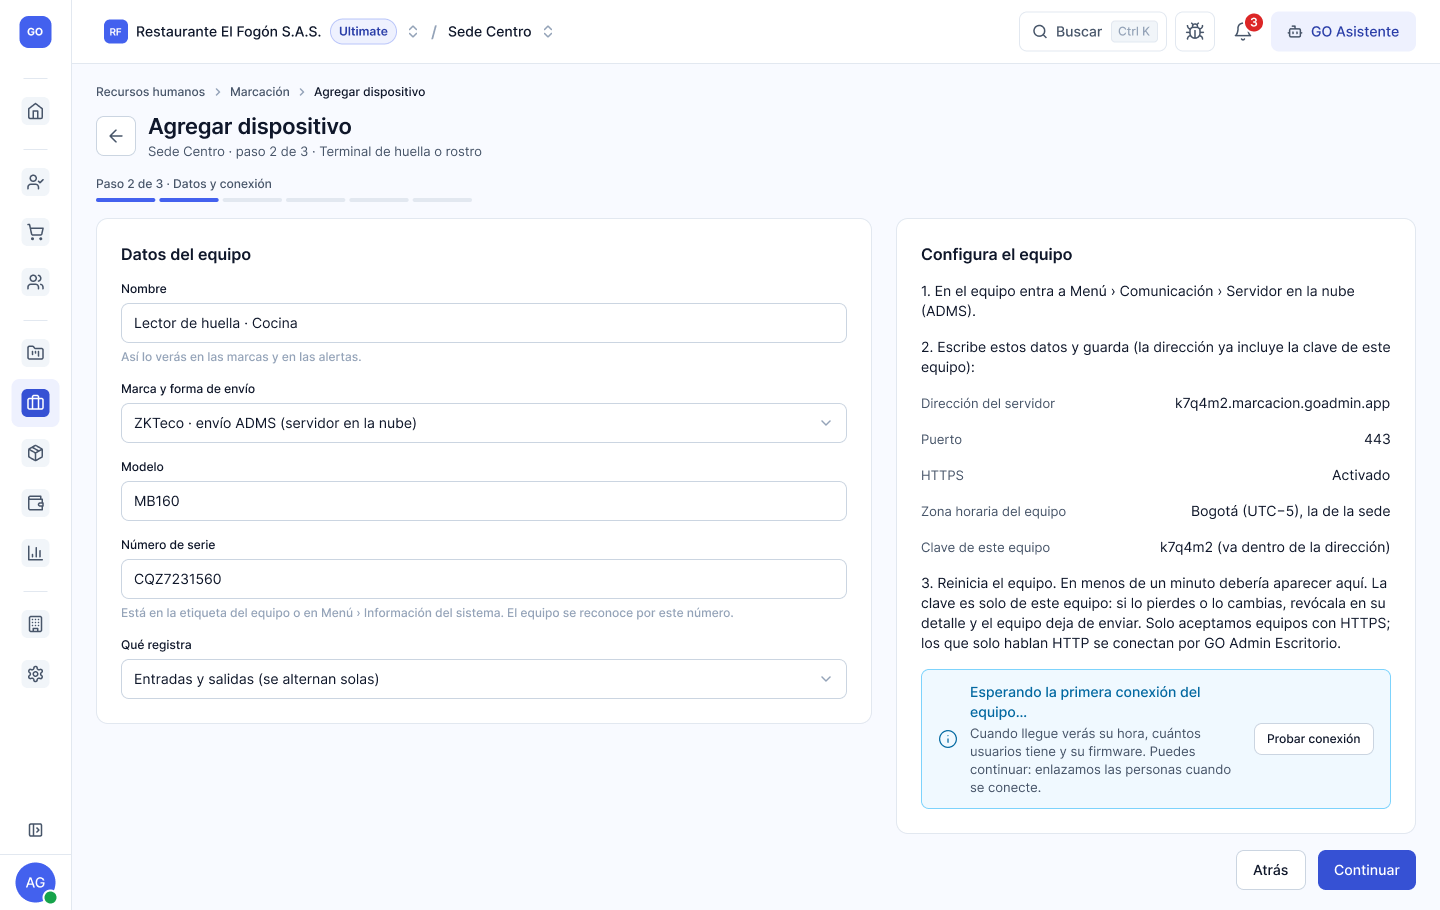 GO
RF Restaurante El Fogón S.A.S. Ultimate / Sede Centro
Buscar Ctrl K
3
GO Asistente
Recursos humanos › Marcación › Agregar dispositivo
Agregar dispositivo
Sede Centro · paso 2 de 3 · Terminal de huella o rostro
Paso 2 de 3 · Datos y conexión
Datos del equipo
Nombre
Lector de huella · Cocina
Así lo verás en las marcas y en las alertas.
Marca y forma de envío
ZKTeco · envío ADMS (servidor en la nube)
Modelo
MB160
Número de serie
CQZ7231560
Está en la etiqueta del equipo o en Menú › Información del sistema. El equipo se reconoce por este número.
Qué registra
Entradas y salidas (se alternan solas)
Configura el equipo
1. En el equipo entra a Menú › Comunicación › Servidor en la nube
(ADMS).
2. Escribe estos datos y guarda (la dirección ya incluye la clave de este
equipo):
Dirección del servidor k7q4m2.marcacion.goadmin.app
Puerto 443
HTTPS Activado
Zona horaria del equipo Bogotá (UTC−5), la de la sede
Clave de este equipo k7q4m2 (va dentro de la dirección)
3. Reinicia el equipo. En menos de un minuto debería aparecer aquí. La
clave es solo de este equipo: si lo pierdes o lo cambias, revócala en su
detalle y el equipo deja de enviar. Solo aceptamos equipos con HTTPS;
los que solo hablan HTTP se conectan por GO Admin Escritorio.
Esperando la primera conexión del
equipo…
Cuando llegue verás su hora, cuántos
usuarios tiene y su firmware. Puedes
continuar: enlazamos las personas cuando
se conecte.
Probar conexión
Atrás
Continuar
AG